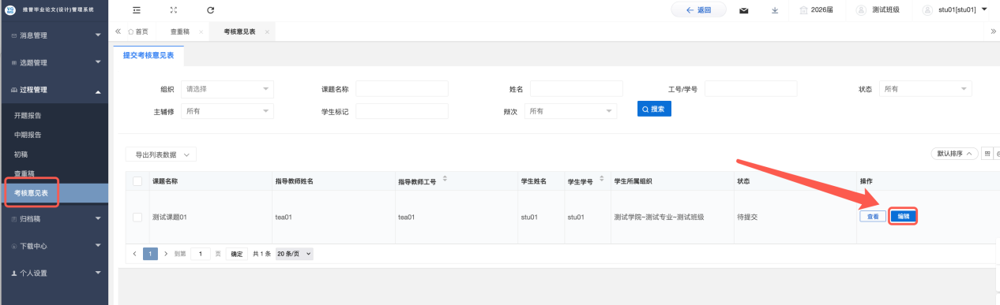 维普毕业论文(设计)管理系统
返回
2026届
测试班级
stu01[stu01]
消息管理
选题管理
过程管理
开题报告
中期报告
初稿
查重稿
考核意见表
归档稿
下载中心
个人设置
首页
查重稿
考核意见表
提交考核意见表
组织 请选择 课题名称 姓名 工号/学号 状态 所有
主辅修 所有 学生标记 辩次 所有 搜索
导出列表数据
默认排序
课题名称 指导教师姓名 指导教师工号 学生姓名 学生学号 学生所属组织 状态 操作
测试课题01 tea01 tea01 stu01 stu01 测试学院~测试专业~测试班级 待提交 查看 编辑
1 到第 1 页 确定 共 1 条 20 条/页